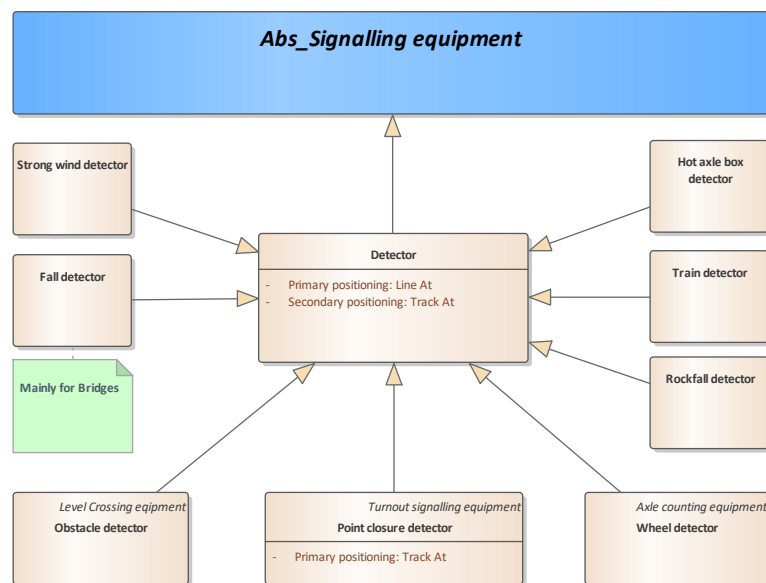 Abs_Signalling equipment
Strong wind detector
Hot axle box
detector
Detector
- Primary positioning: Line At
- Secondary positioning: Track At
Fall detector
Train detector
Mainly for Bridges
Rockfall detector
Level Crossing eqipment
Obstacle detector
Turnout signalling equipment
Point closure detector
- Primary positioning: Track At
Axle counting equipment
Wheel detector